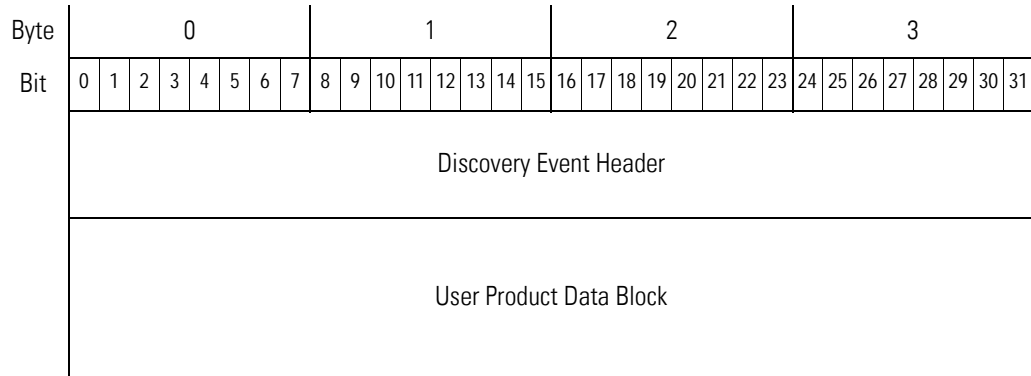 Byte 0 1 2 3
Bit 0 1 2 3 4 5 6 7 8 9 10 11 12 13 14 15 16 17 18 19 20 21 22 23 24 25 26 27 28 29 30 31
Discovery Event Header
User Product Data Block